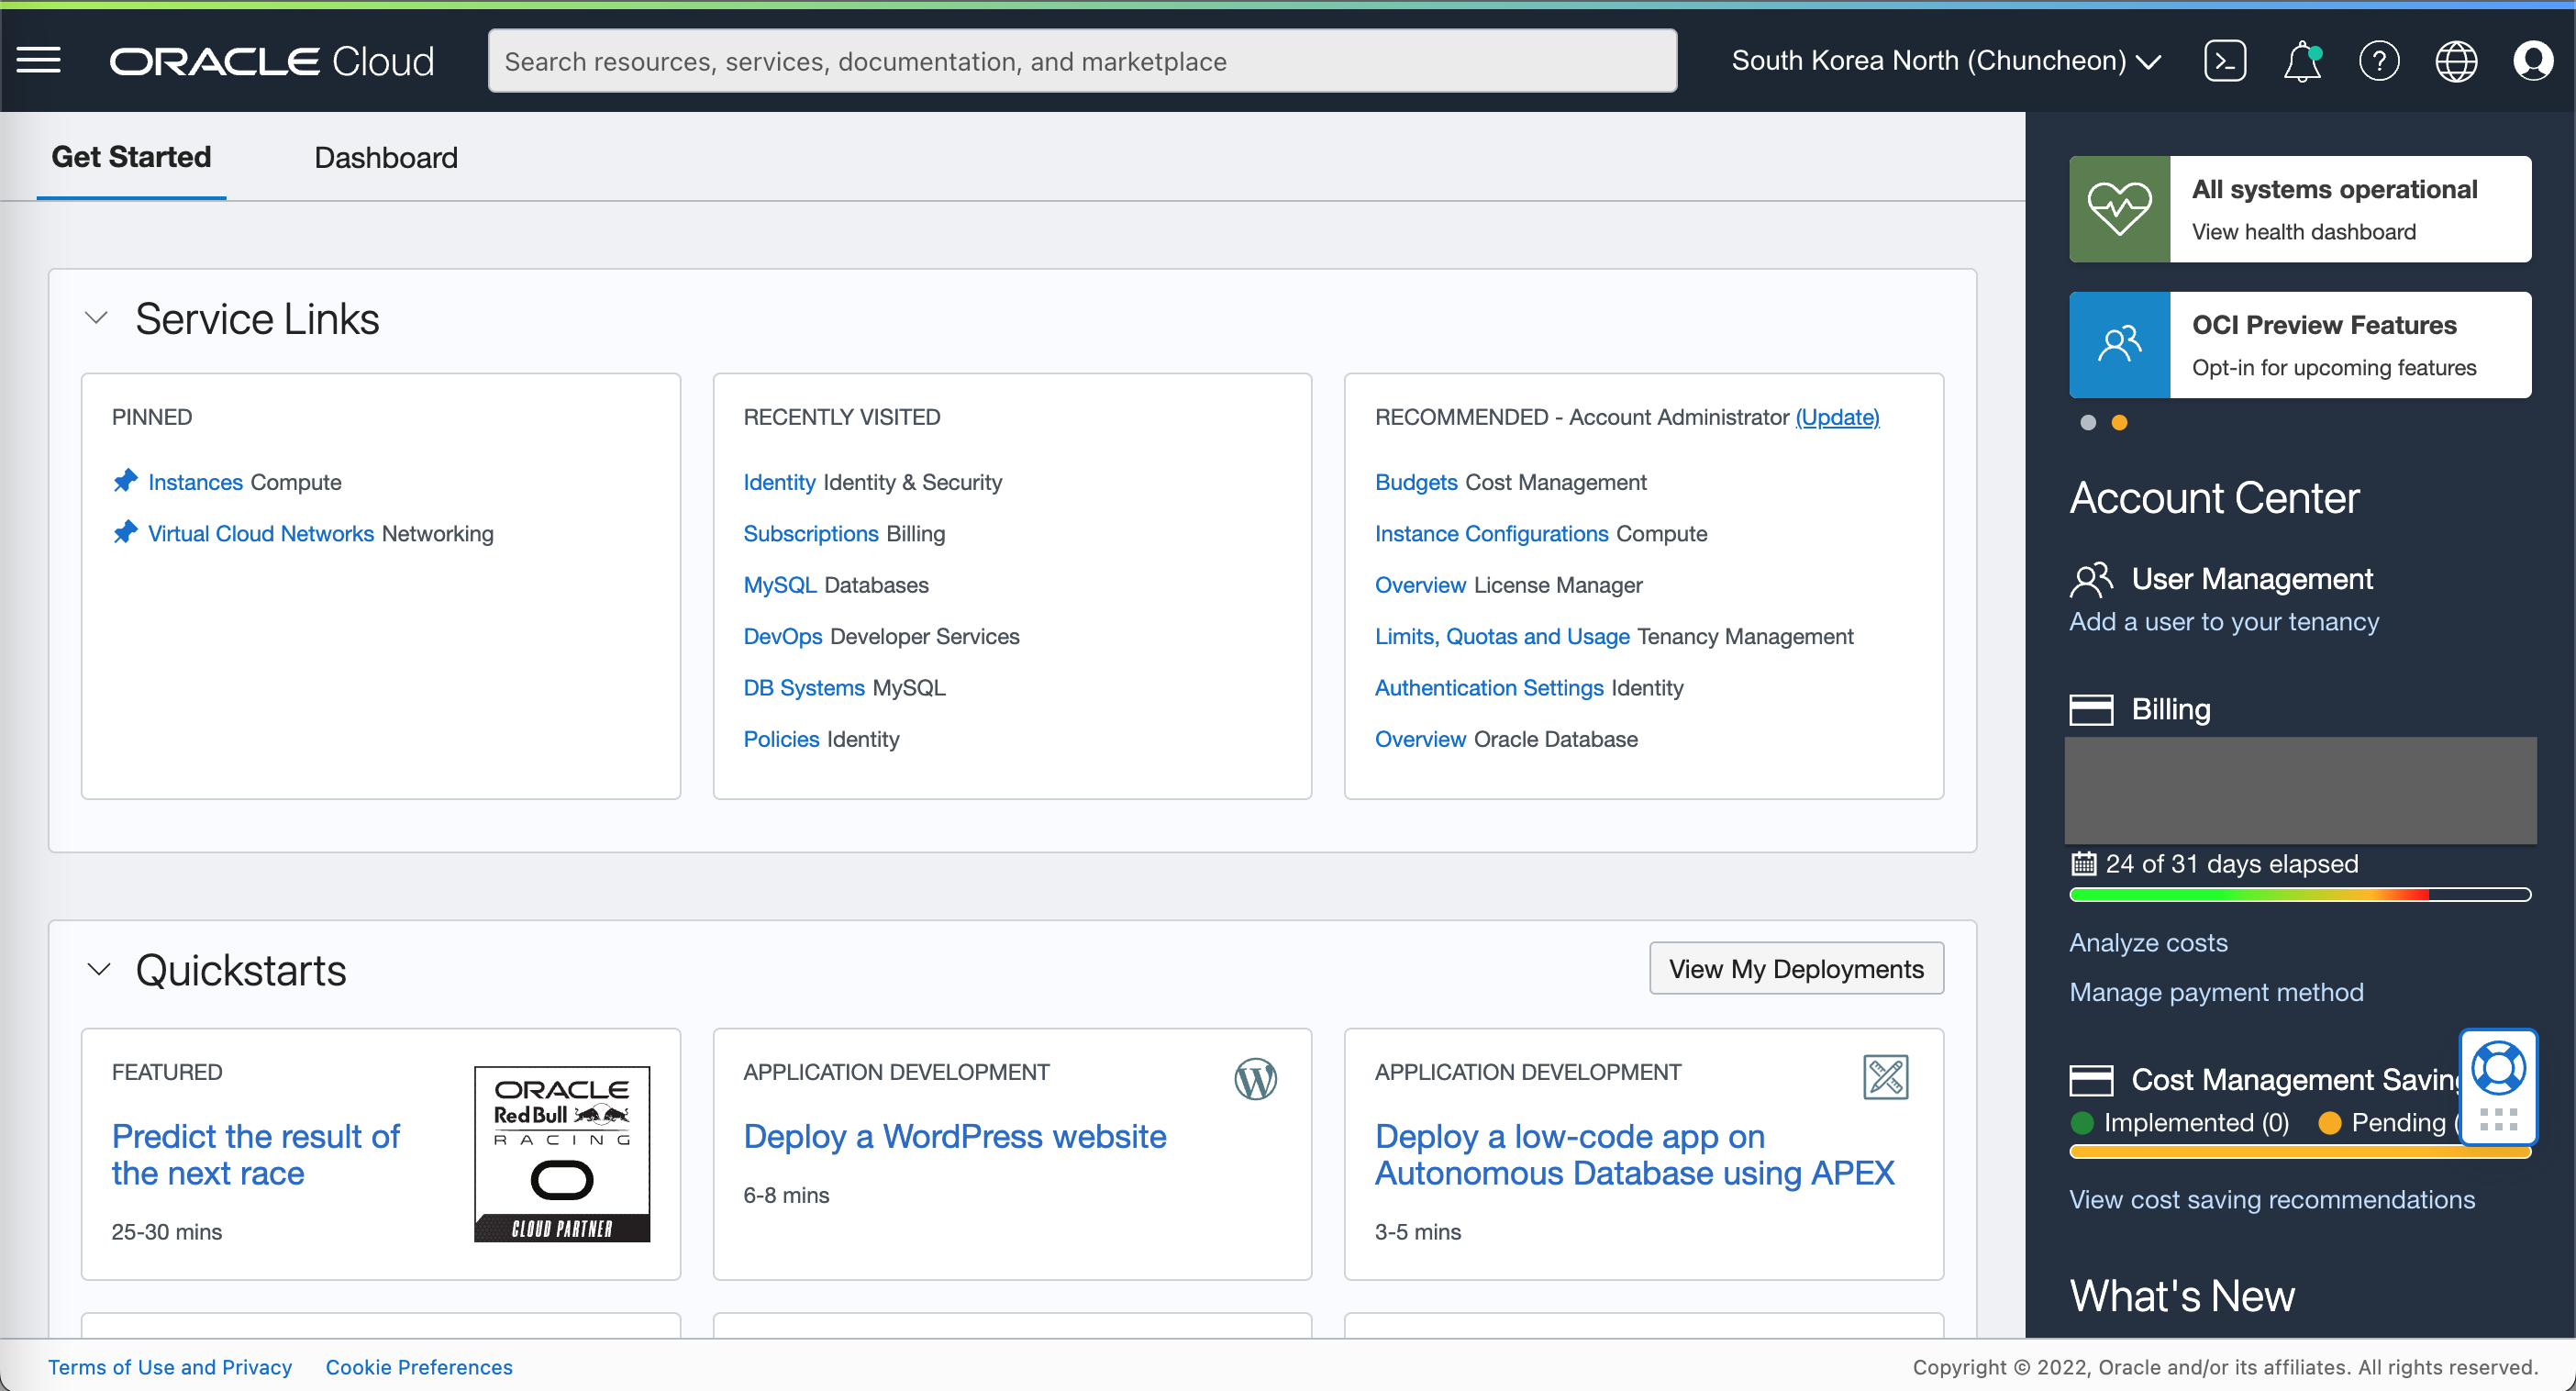 ORACLE Cloud
Search resources, services, documentation, and marketplace
South Korea North (Chuncheon)
Get Started
Dashboard
Service Links
PINNED
Instances Compute
Virtual Cloud Networks Networking
RECENTLY VISITED
Identity Identity & Security
Subscriptions Billing
MySQL Databases
DevOps Developer Services
DB Systems MySQL
Policies Identity
RECOMMENDED - Account Administrator (Update)
Budgets Cost Management
Instance Configurations Compute
Overview License Manager
Limits, Quotas and Usage Tenancy Management
Authentication Settings Identity
Overview Oracle Database
Quickstarts
View My Deployments
FEATURED
Predict the result of
the next race
25-30 mins
ORACLE
Red Bull
RACING
CLOUD PARTNER
APPLICATION DEVELOPMENT
Deploy a WordPress website
6-8 mins
APPLICATION DEVELOPMENT
Deploy a low-code app on
Autonomous Database using APEX
3-5 mins
All systems operational
View health dashboard
OCI Preview Features
Opt-in for upcoming features
Account Center
User Management
Add a user to your tenancy
Billing
24 of 31 days elapsed
Analyze costs
Manage payment method
Cost Management
Implemented (0)
Pending (
View cost saving recommendations
What's New
Terms of Use and Privacy
Cookie Preferences
Copyright © 2022, Oracle and/or its affiliates. All rights reserved.